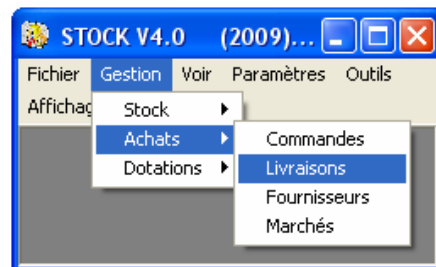 STOCK V4.0 (2009)...
Fichier Gestion Voir Paramètres Outils
Affichag
Stock
Achats
Dotations
Commandes
Livraisons
Fournisseurs
Marchés